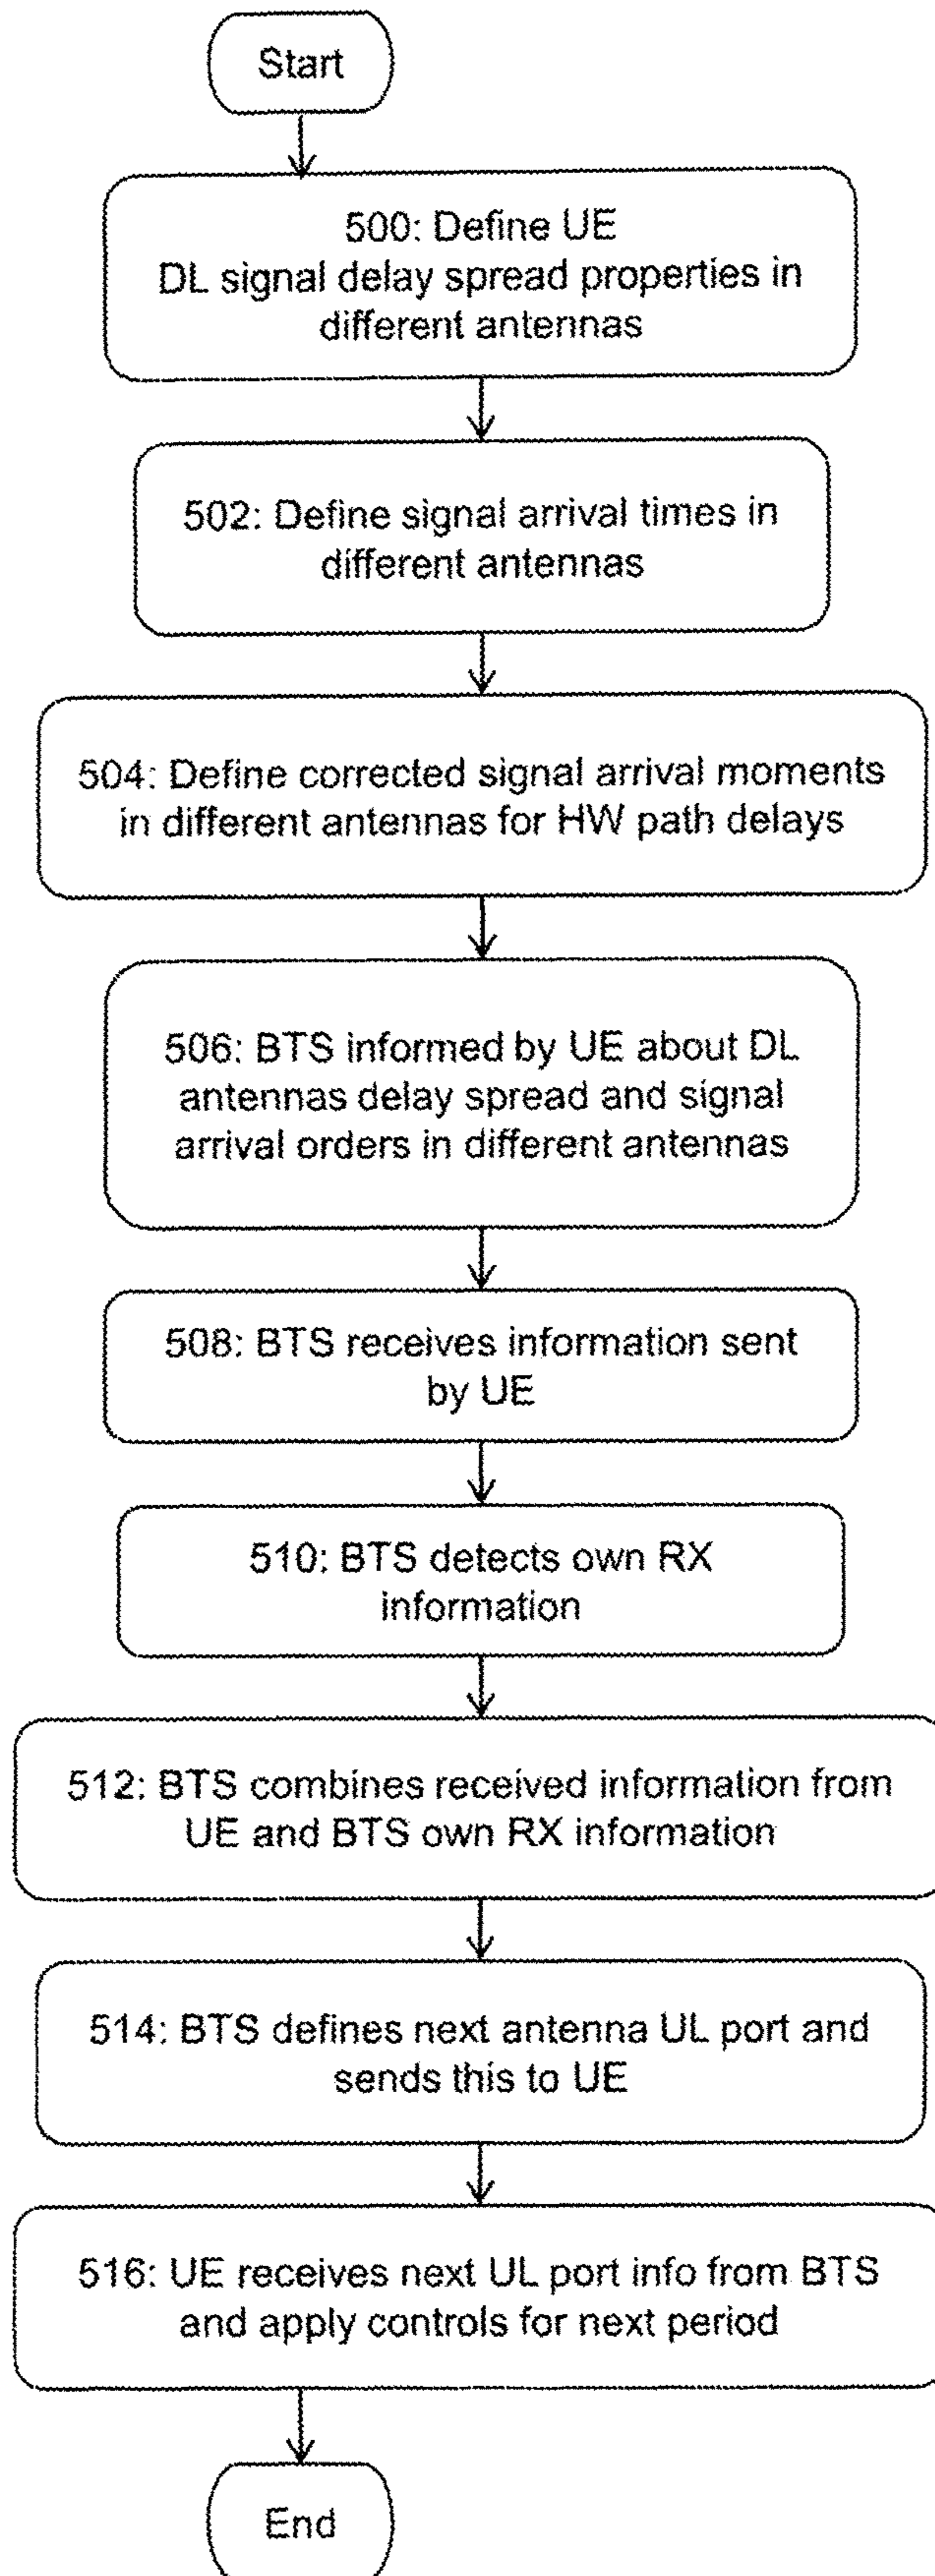 Start
500: Define UE
DL signal delay spread properties in
different antennas
502: Define signal arrival times in
different antennas
504: Define corrected signal arrival moments
in different antennas for HW path delays
506: BTS informed by UE about DL
antennas delay spread and signal
arrival orders in different antennas
508: BTS receives information sent
by UE
510: BTS detects own RX
information
512: BTS combines received information from
UE and BTS own RX information
514: BTS defines next antenna UL port and
sends this to UE
516: UE receives next UL port info from BTS
and apply controls for next period
End